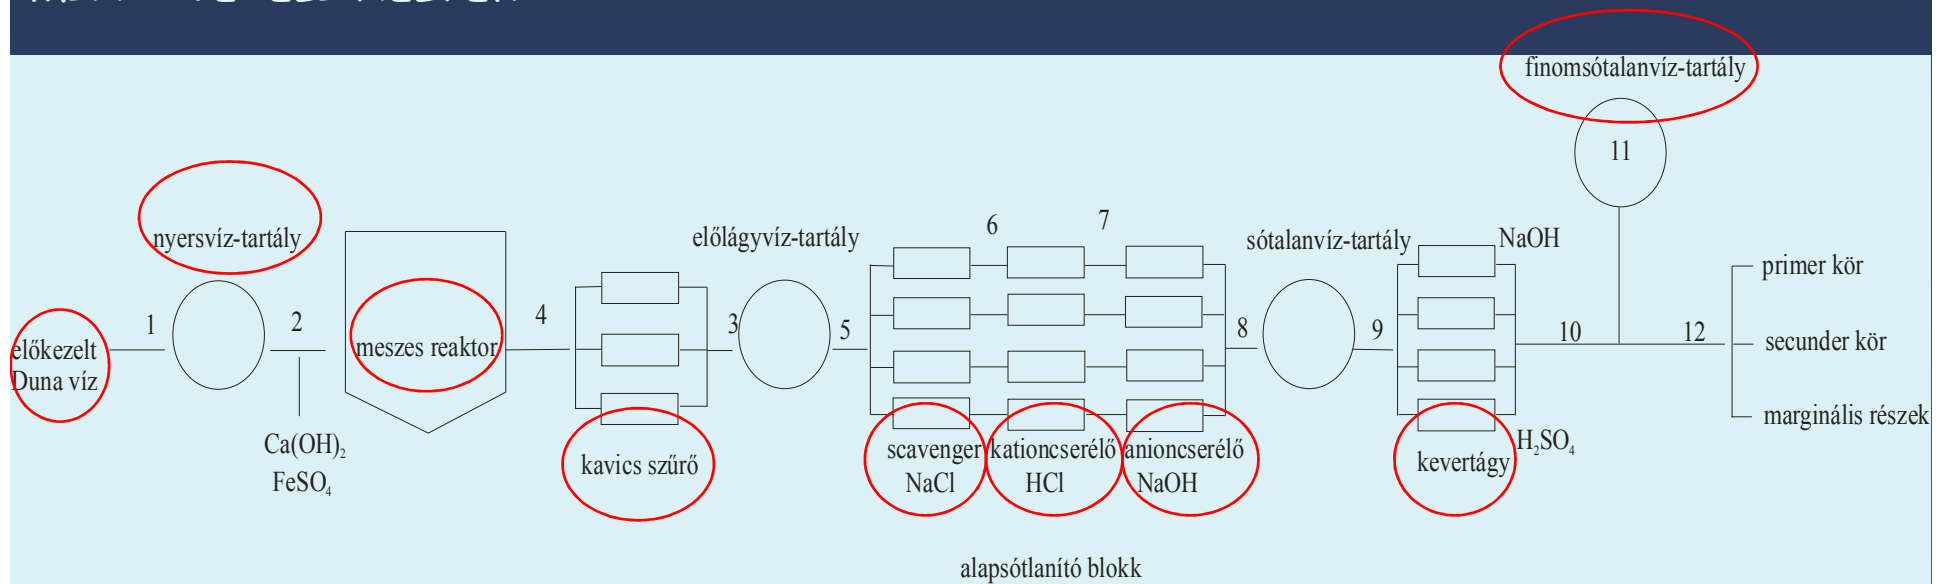 finomsótalanvíz-tartály
11
nyersvíz-tartály
előlágyvíz-tartály
6
7
sótalanvíz-tartály
NaOH
primer kör
1
2
4
3
5
8
9
10
12
előkezelt
Duna víz
meszes reaktor
secunder kör
marginális részek
Ca(OH)₂
FeSO₄
kavics szűrő
scavenger
NaCl
kationcserélő
HCl
anioncserélő
NaOH
kevertágy
H₂SO₄
alapsótlanító blokk